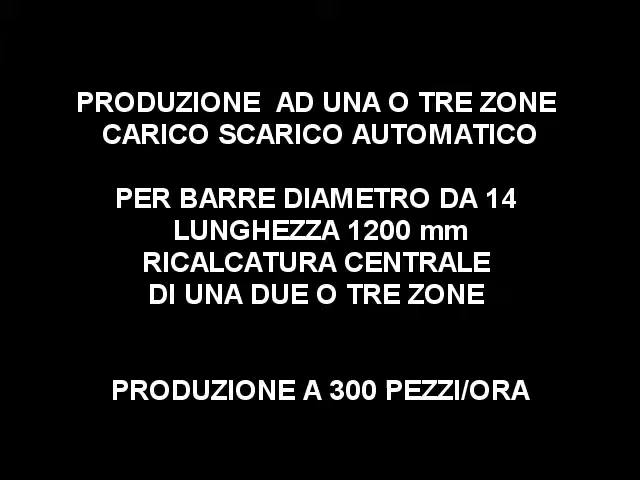 PRODUZIONE AD UNA O TRE ZONE
CARICO SCARICO AUTOMATICO
PER BARRE DIAMETRO DA 14
LUNGHEZZA 1200 mm
RICALCATURA CENTRALE
DI UNA DUE O TRE ZONE
PRODUZIONE A 300 PEZZI/ORA